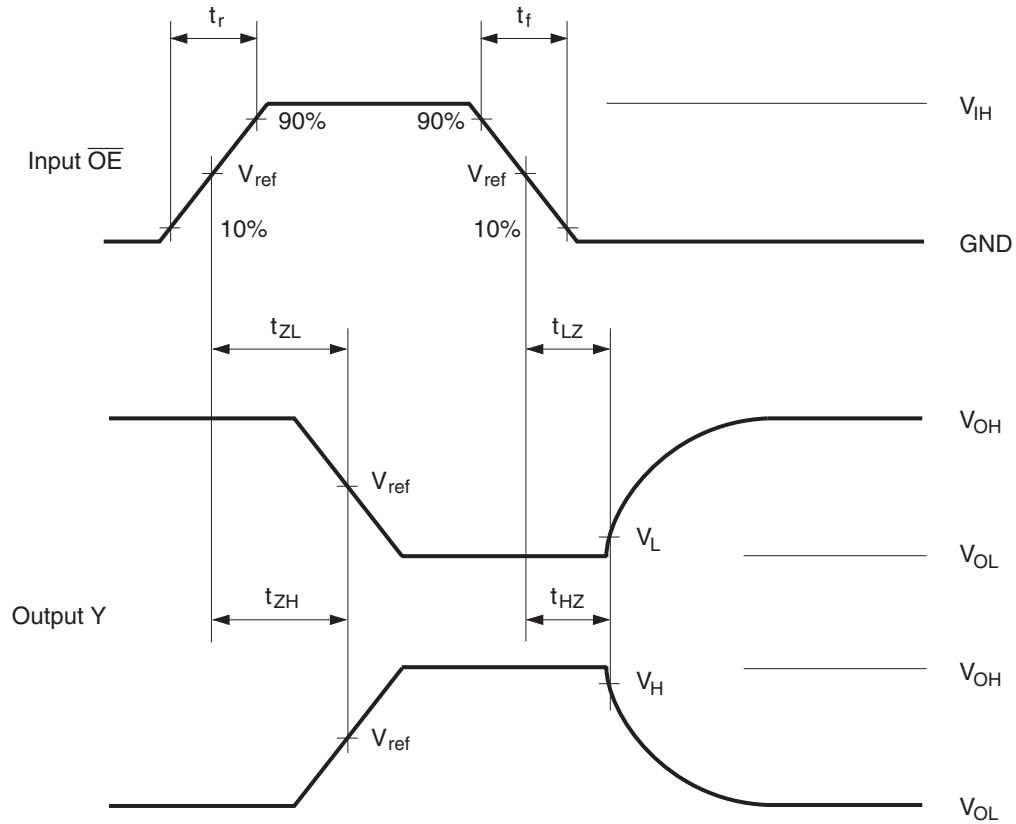 tr
tf
90%
90%
VIH
Input O̅E̅
Vref
Vref
10%
10%
GND
tZL
tLZ
VOH
Vref
VL
VOL
tZH
tHZ
Output Y
VOH
VH
Vref
VOL